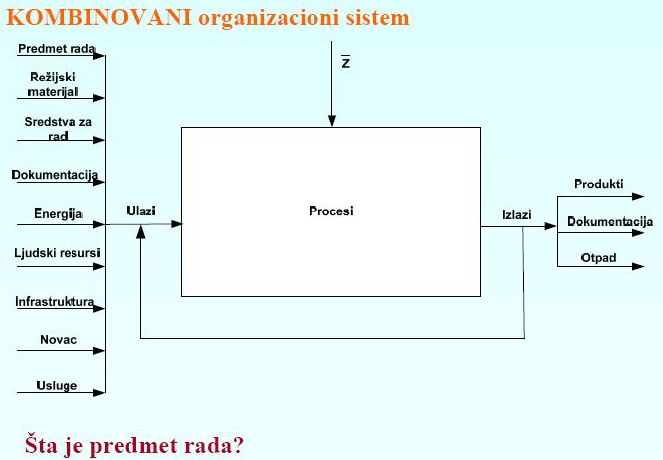 KOMBINOVANI organizacioni sistem
Predmet rada
Z
Režijski
materijal
Sredstva za
rad
Dokumentacija
Energija
Ulazi
Procesi
Izlazi
Produkti
Dokumentacija
Otpad
Ljudski resursi
Infrastruktura
Novac
Usluge
Šta je predmet rada?